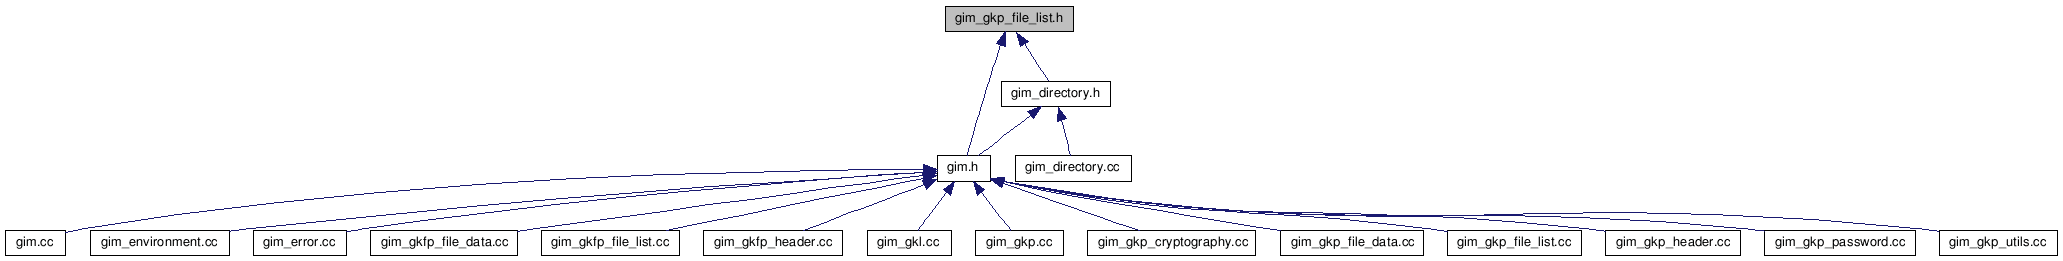 gim_gkp_file_list.h
gim_directory.h
gim.h
gim_directory.cc
gim.cc
gim_environment.cc
gim_error.cc
gim_gkfp_file_data.cc
gim_gkfp_file_list.cc
gim_gkfp_header.cc
gim_gkl.cc
gim_gkp.cc
gim_gkp_cryptography.cc
gim_gkp_file_data.cc
gim_gkp_file_list.cc
gim_gkp_header.cc
gim_gkp_password.cc
gim_gkp_utils.cc